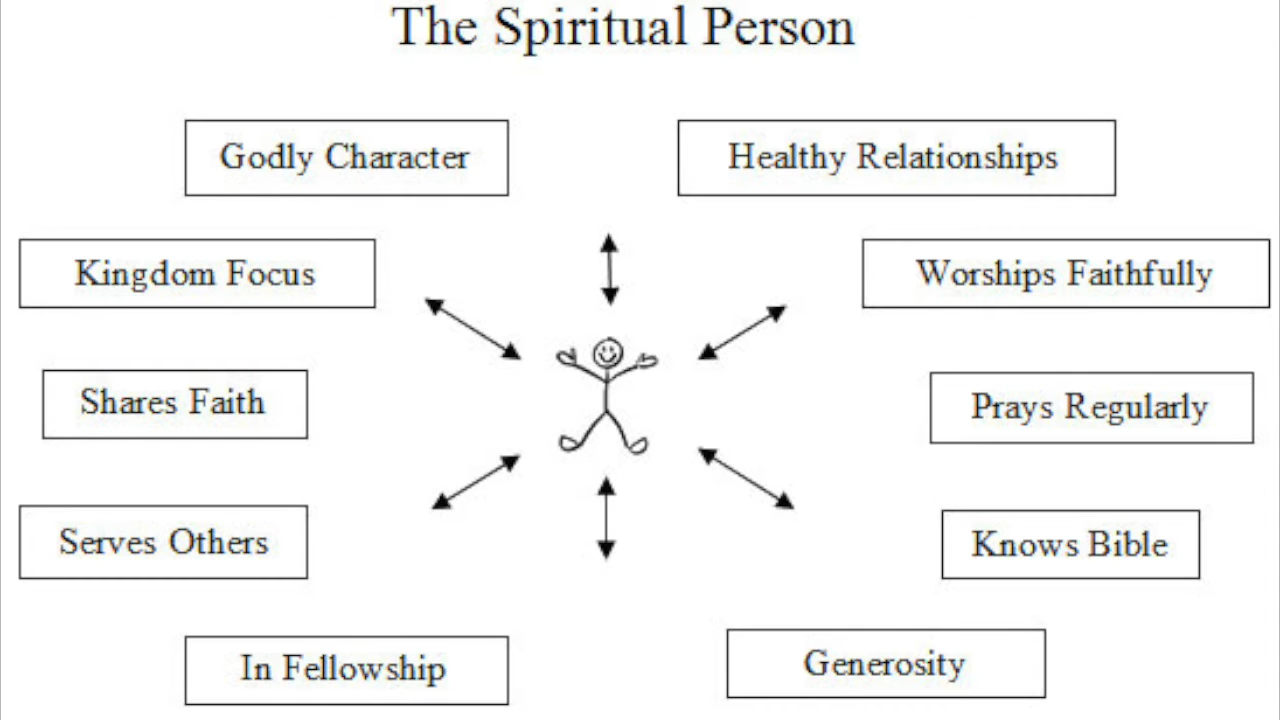 The Spiritual Person
Godly Character
Healthy Relationships
Kingdom Focus
Worships Faithfully
Shares Faith
Prays Regularly
Serves Others
Knows Bible
In Fellowship
Generosity